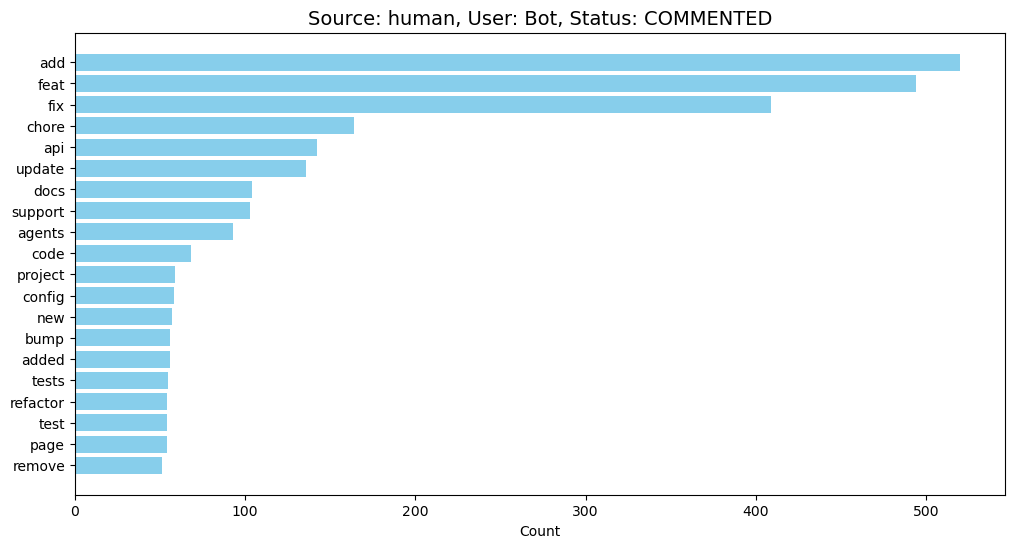 Source: human, User: Bot, Status: COMMENTED
add
feat
fix
chore
api
update
docs
support
agents
code
project
config
new
bump
added
tests
refactor
test
page
remove
0 100 200 300 400 500
Count